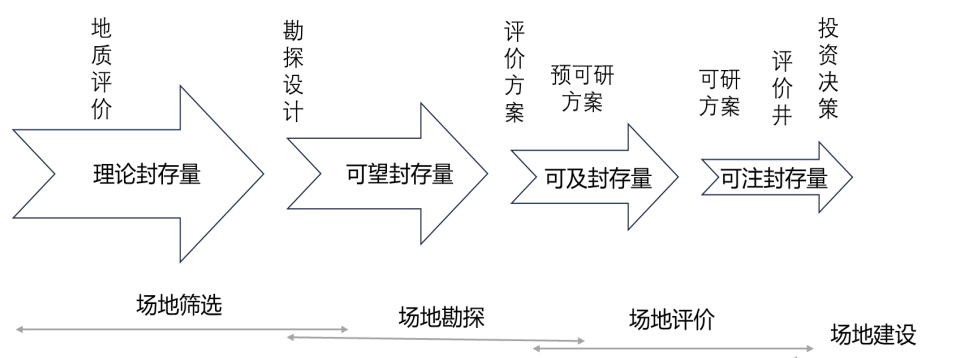 地质评价
勘探设计
评价方案
预可研
方案
可研
方案
评价井
投资决策
理论封存量
可望封存量
可及封存量
可注封存量
场地筛选
场地勘探
场地评价
场地建设